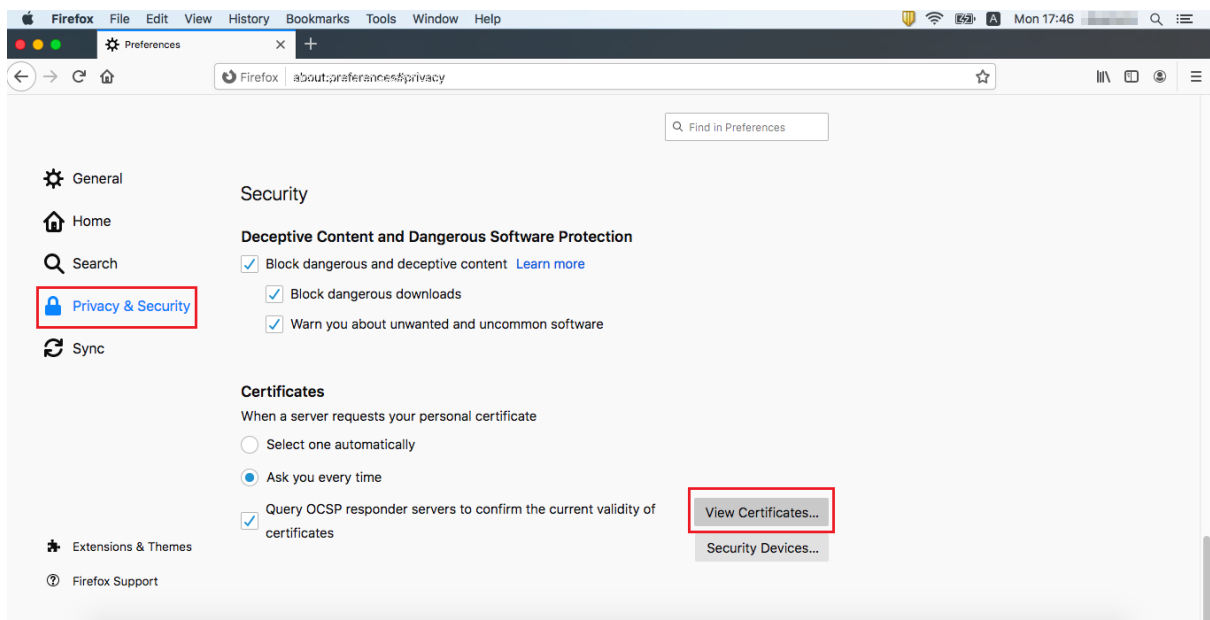 Firefox File Edit View History Bookmarks Tools Window Help A Mon 17:46
Preferences
Firefox about:preferences#privacy
Find in Preferences
General
Home
Search
Privacy & Security
Sync
Extensions & Themes
Firefox Support
Security
Deceptive Content and Dangerous Software Protection
Block dangerous and deceptive content Learn more
Block dangerous downloads
Warn you about unwanted and uncommon software
Certificates
When a server requests your personal certificate
Select one automatically
Ask you every time
Query OCSP responder servers to confirm the current validity of
certificates
View Certificates...
Security Devices...